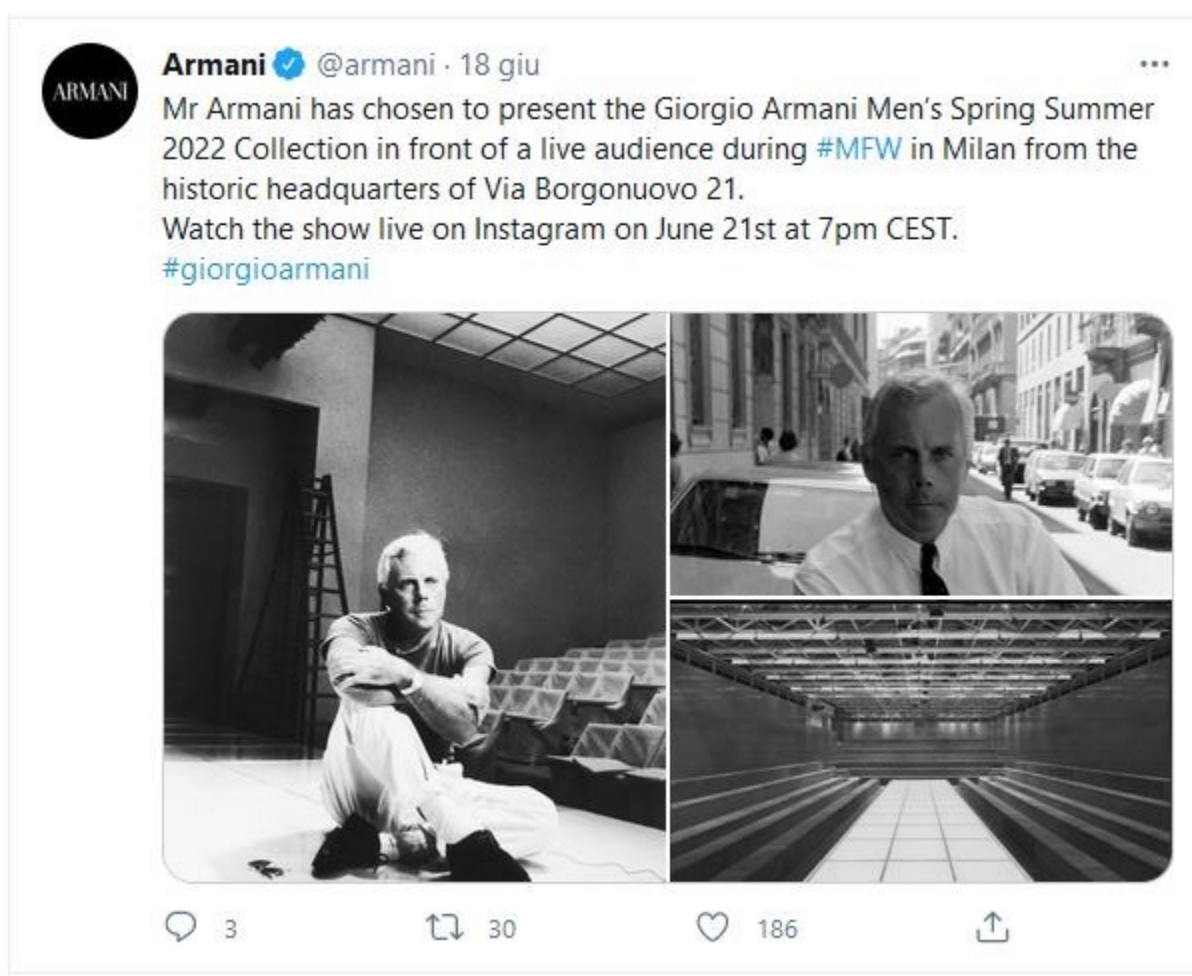 ARMANI
Armani @armani · 18 giu
Mr Armani has chosen to present the Giorgio Armani Men's Spring Summer
2022 Collection in front of a live audience during #MFW in Milan from the
historic headquarters of Via Borgonuovo 21.
Watch the show live on Instagram on June 21st at 7pm CEST.
#giorgioarmani
3 30 186